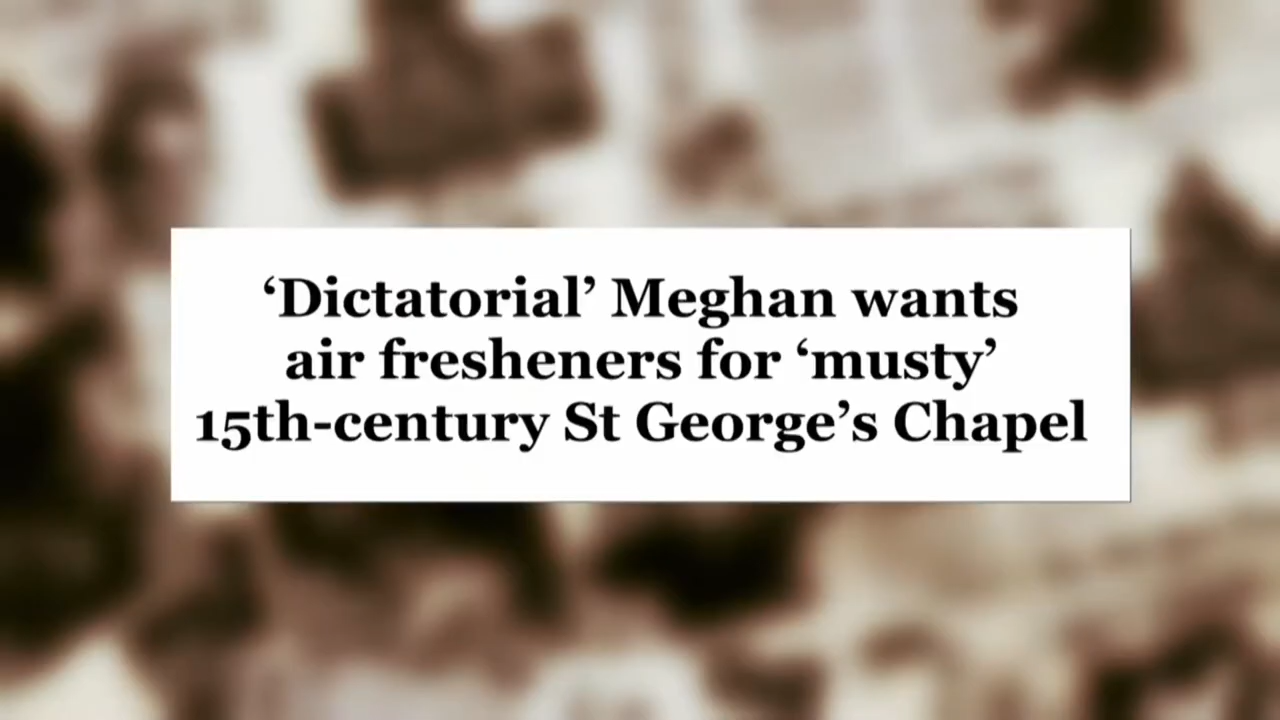 ‘Dictatorial’ Meghan wants
air fresheners for ‘musty’
15th-century St George’s Chapel